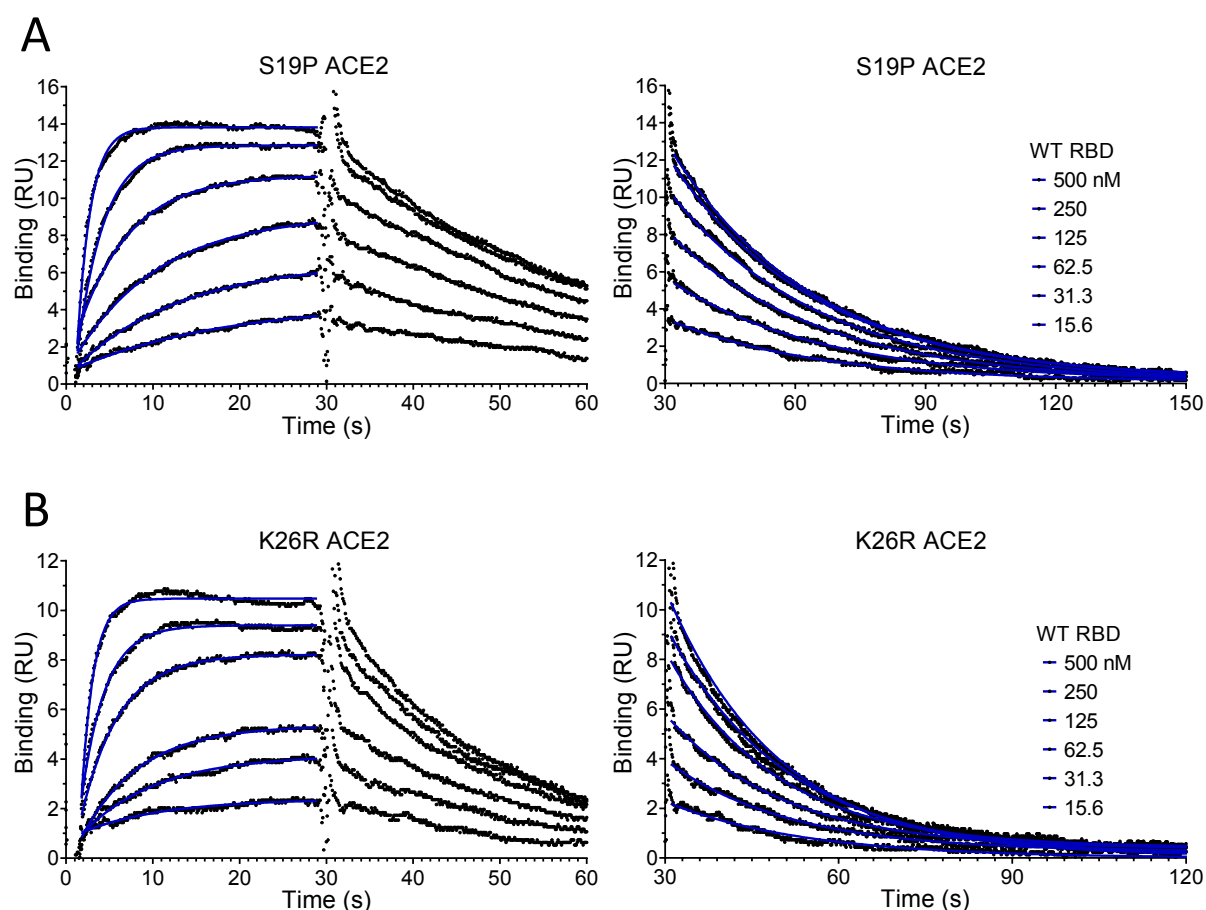 A
S19P ACE2
Binding (RU)
16
14
12
10
8
6
4
2
0
0 10 20 30 40 50 60
Time (s)
S19P ACE2
Binding (RU)
16
14
12
10
8
6
4
2
0
30 60 90 120 150
Time (s)
WT RBD
500 nM
250
125
62.5
31.3
15.6
B
K26R ACE2
Binding (RU)
12
10
8
6
4
2
0
0 10 20 30 40 50 60
Time (s)
K26R ACE2
Binding (RU)
12
10
8
6
4
2
0
30 60 90 120
Time (s)
WT RBD
500 nM
250
125
62.5
31.3
15.6